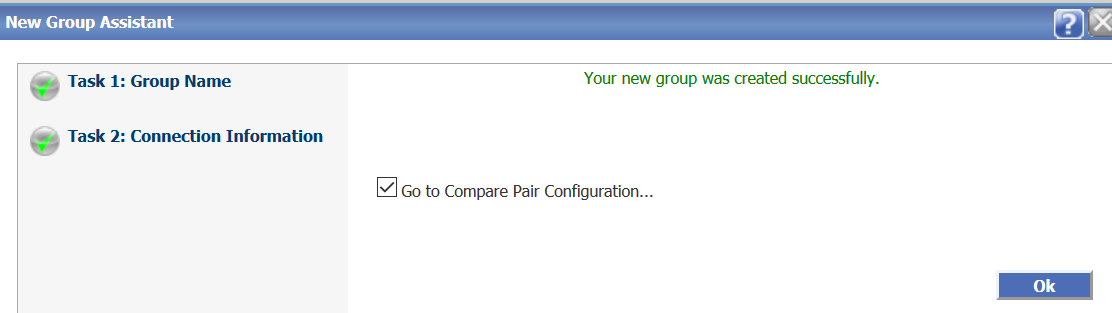 New Group Assistant
?
Task 1: Group Name
Your new group was created successfully.
Task 2: Connection Information
Go to Compare Pair Configuration...
Ok